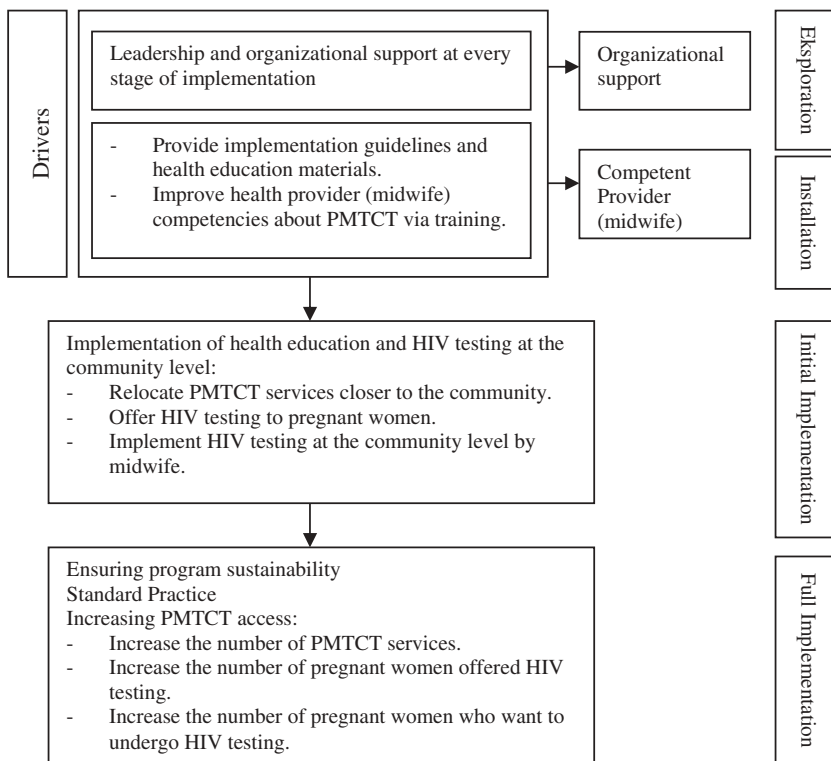 Drivers
Leadership and organizational support at every
stage of implementation
Organizational
support
Eksploration
- Provide implementation guidelines and
health education materials.
- Improve health provider (midwife)
competencies about PMTCT via training.
Competent
Provider
(midwife)
Installation
Implementation of health education and HIV testing at the
community level:
- Relocate PMTCT services closer to the community.
- Offer HIV testing to pregnant women.
- Implement HIV testing at the community level by
midwife.
Initial Implementation
Ensuring program sustainability
Standard Practice
Increasing PMTCT access:
- Increase the number of PMTCT services.
- Increase the number of pregnant women offered HIV
testing.
- Increase the number of pregnant women who want to
undergo HIV testing.
Full Implementation